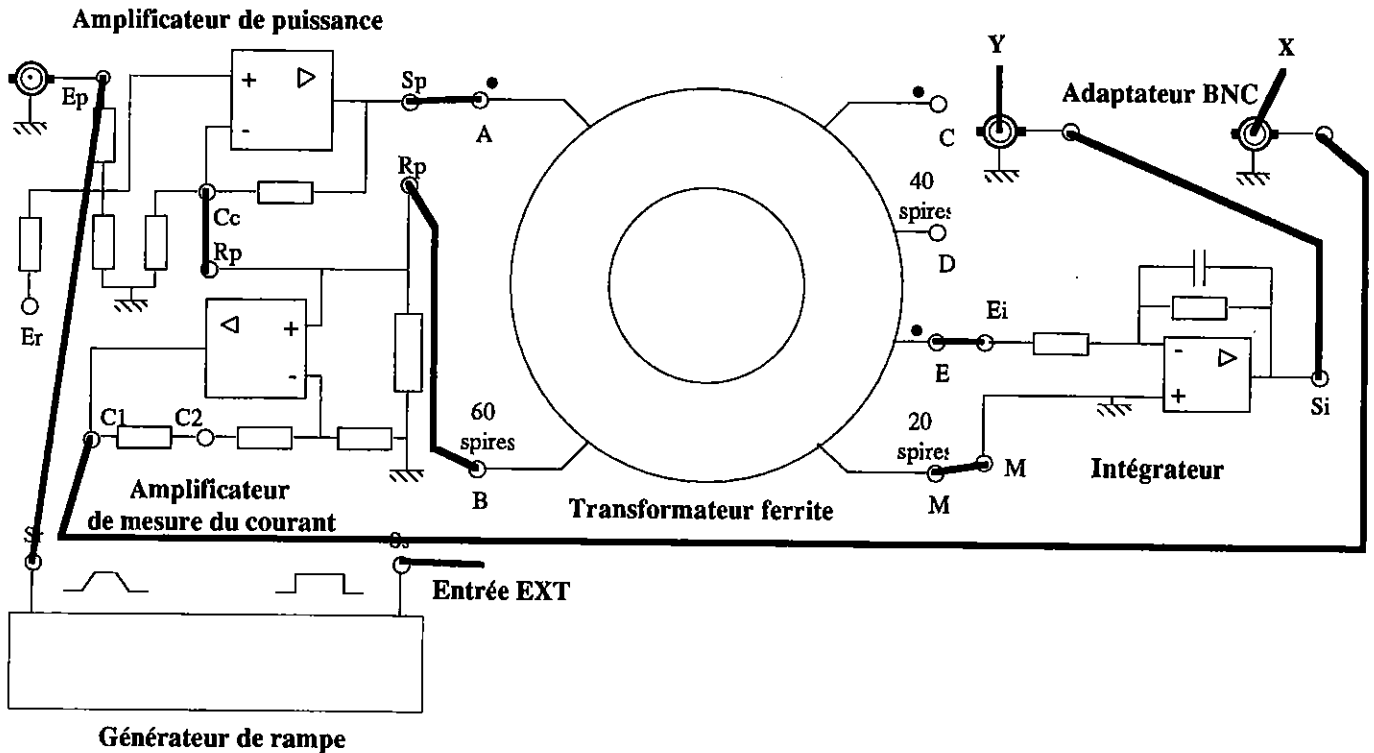 Amplificateur de puissance
Ep
+
-
Sp
A
Y
X
Adaptateur BNC
C
40
spires
D
Rp
Cc
Rp
Er
+
-
C1
C2
Amplificateur
de mesure du courant
60
spires
B
Transformateur ferrite
E
Ei
20
spires
M
M
-
+
Si
Intégrateur
Ss
Entrée EXT
Générateur de rampe